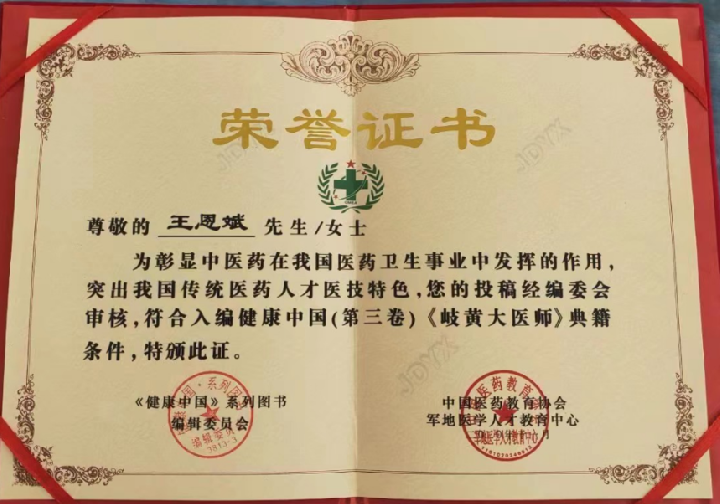 荣誉证书
尊敬的 王恩斌 先生/女士
为彰显中医药在我国医药卫生事业中发挥的作用,
突出我国传统医药人才医技特色,您的投稿经编委会
审核,符合入编健康中国(第三卷)《岐黄大医师》典籍
条件,特颁此证。
《健康中国》系列图书
编辑委员会
中国医药教育协会
军地医学人才教育中心
JDYX
JDYX
JDYX